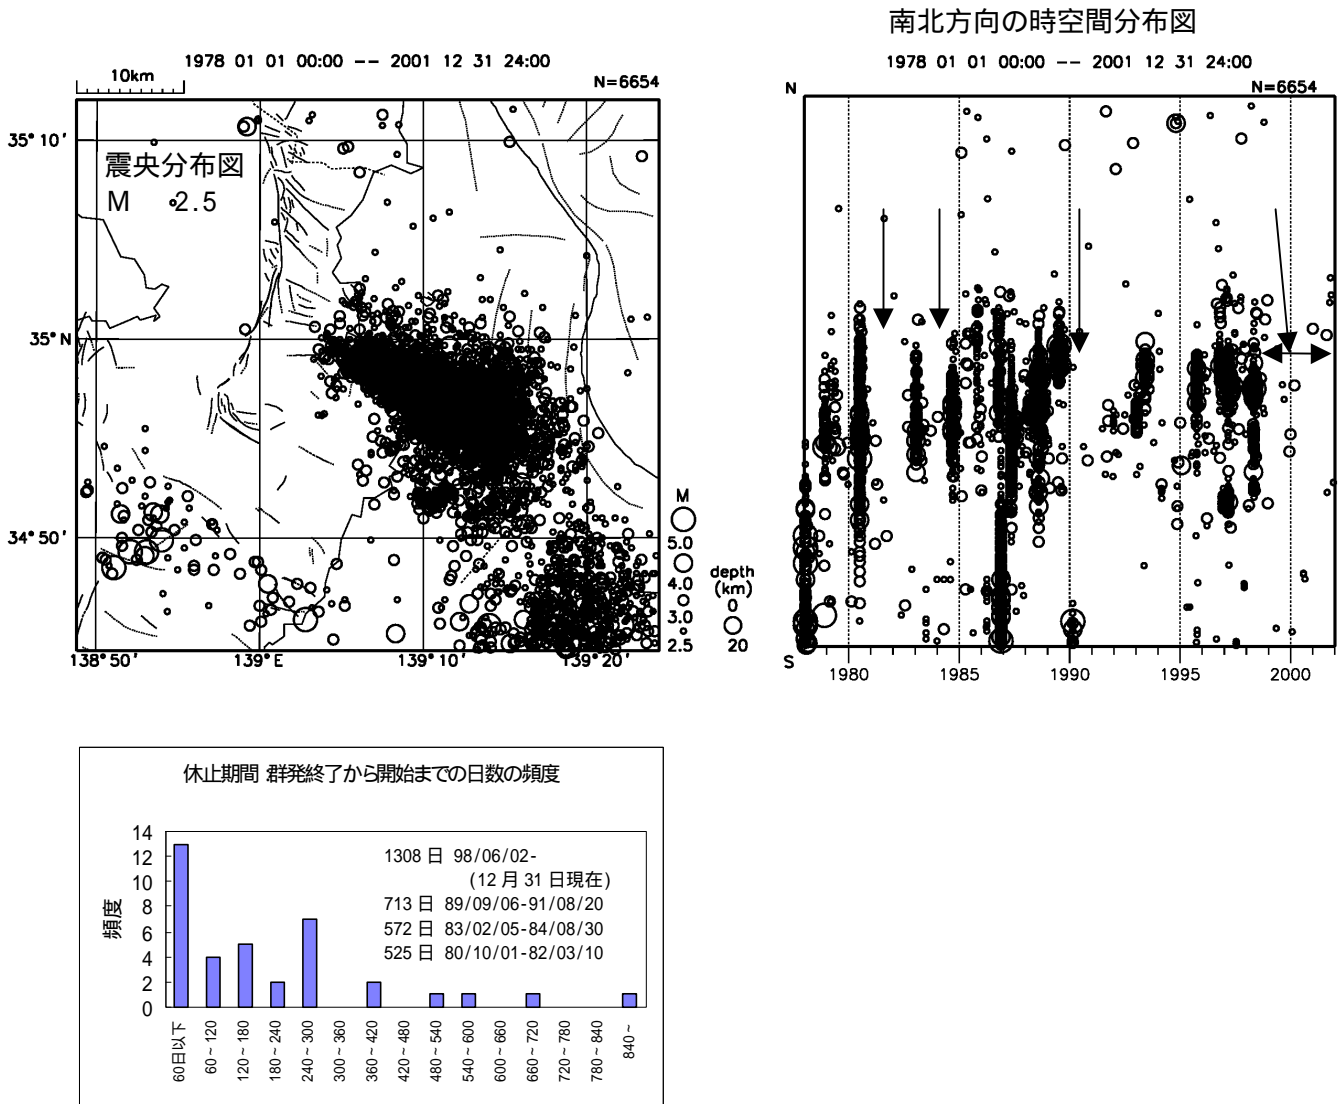 南北方向の時空間分布図
1978 01 01 00:00 -- 2001 12 31 24:00
10km
N=6654
35°10'
震央分布図
M 2.5
35°N
34°50'
138°50'
139°E
139°10'
139°20'
M
5.0
4.0
3.0
2.5
depth
(km)
0
20
1978 01 01 00:00 -- 2001 12 31 24:00
N
N=6654
S
1980
1985
1990
1995
2000
休止期間:群発終了から開始までの日数の頻度
頻度
14
12
10
8
6
4
2
0
1308 日 98/06/02-
(12 月 31 日現在)
713 日 89/09/06-91/08/20
572 日 83/02/05-84/08/30
525 日 80/10/01-82/03/10
60日以下
60~120
120~180
180~240
240~300
300~360
360~420
420~480
480~540
540~600
600~660
660~720
720~780
780~840
840~